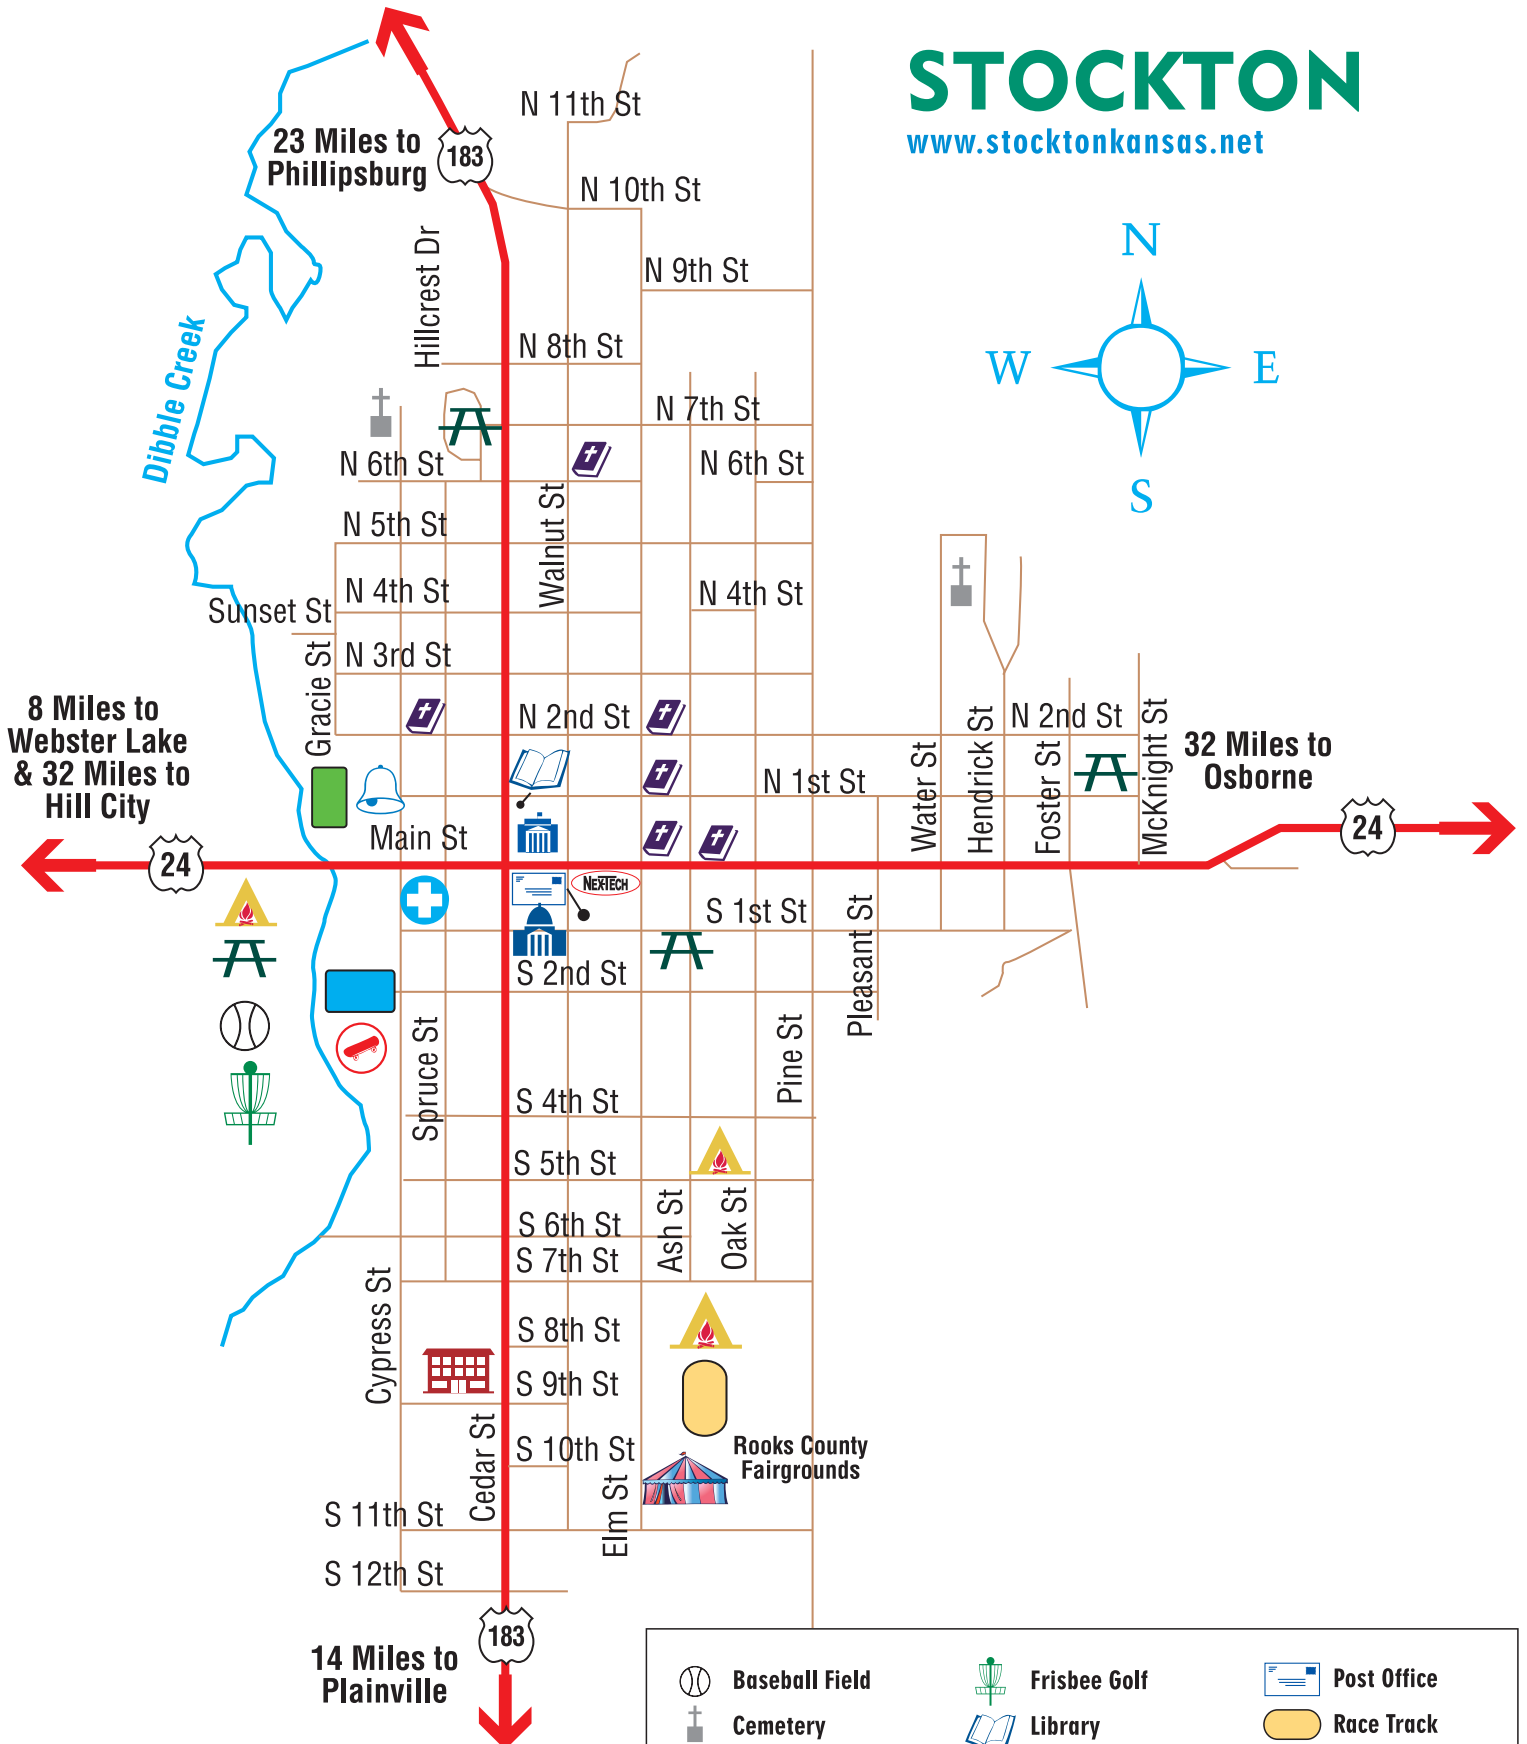 STOCKTON
www.stocktonkansas.net
N 11th St
23 Miles to
Phillipsburg
183
N 10th St
Hillcrest Dr
N
N 9th St
N 8th St
W
E
Dibble Creek
N 7th St
N 6th St
N 6th St
S
Walnut St
N 5th St
N 4th St
N 4th St
Sunset St
Gracie St
N 3rd St
8 Miles to
Webster Lake
& 32 Miles to
Hill City
N 2nd St
N 2nd St
Water St
Hendrick St
Foster St
McKnight St
32 Miles to
Osborne
N 1st St
Main St
24
24
NEX-TECH
S 1st St
Pleasant St
S 2nd St
Spruce St
Pine St
S 4th St
S 5th St
Ash St
Oak St
S 6th St
S 7th St
Cypress St
S 8th St
S 9th St
Cedar St
S 10th St
Rooks County
Fairgrounds
Elm St
S 11th St
S 12th St
183
14 Miles to
Plainville
Baseball Field
Frisbee Golf
Post Office
Cemetery
Library
Race Track